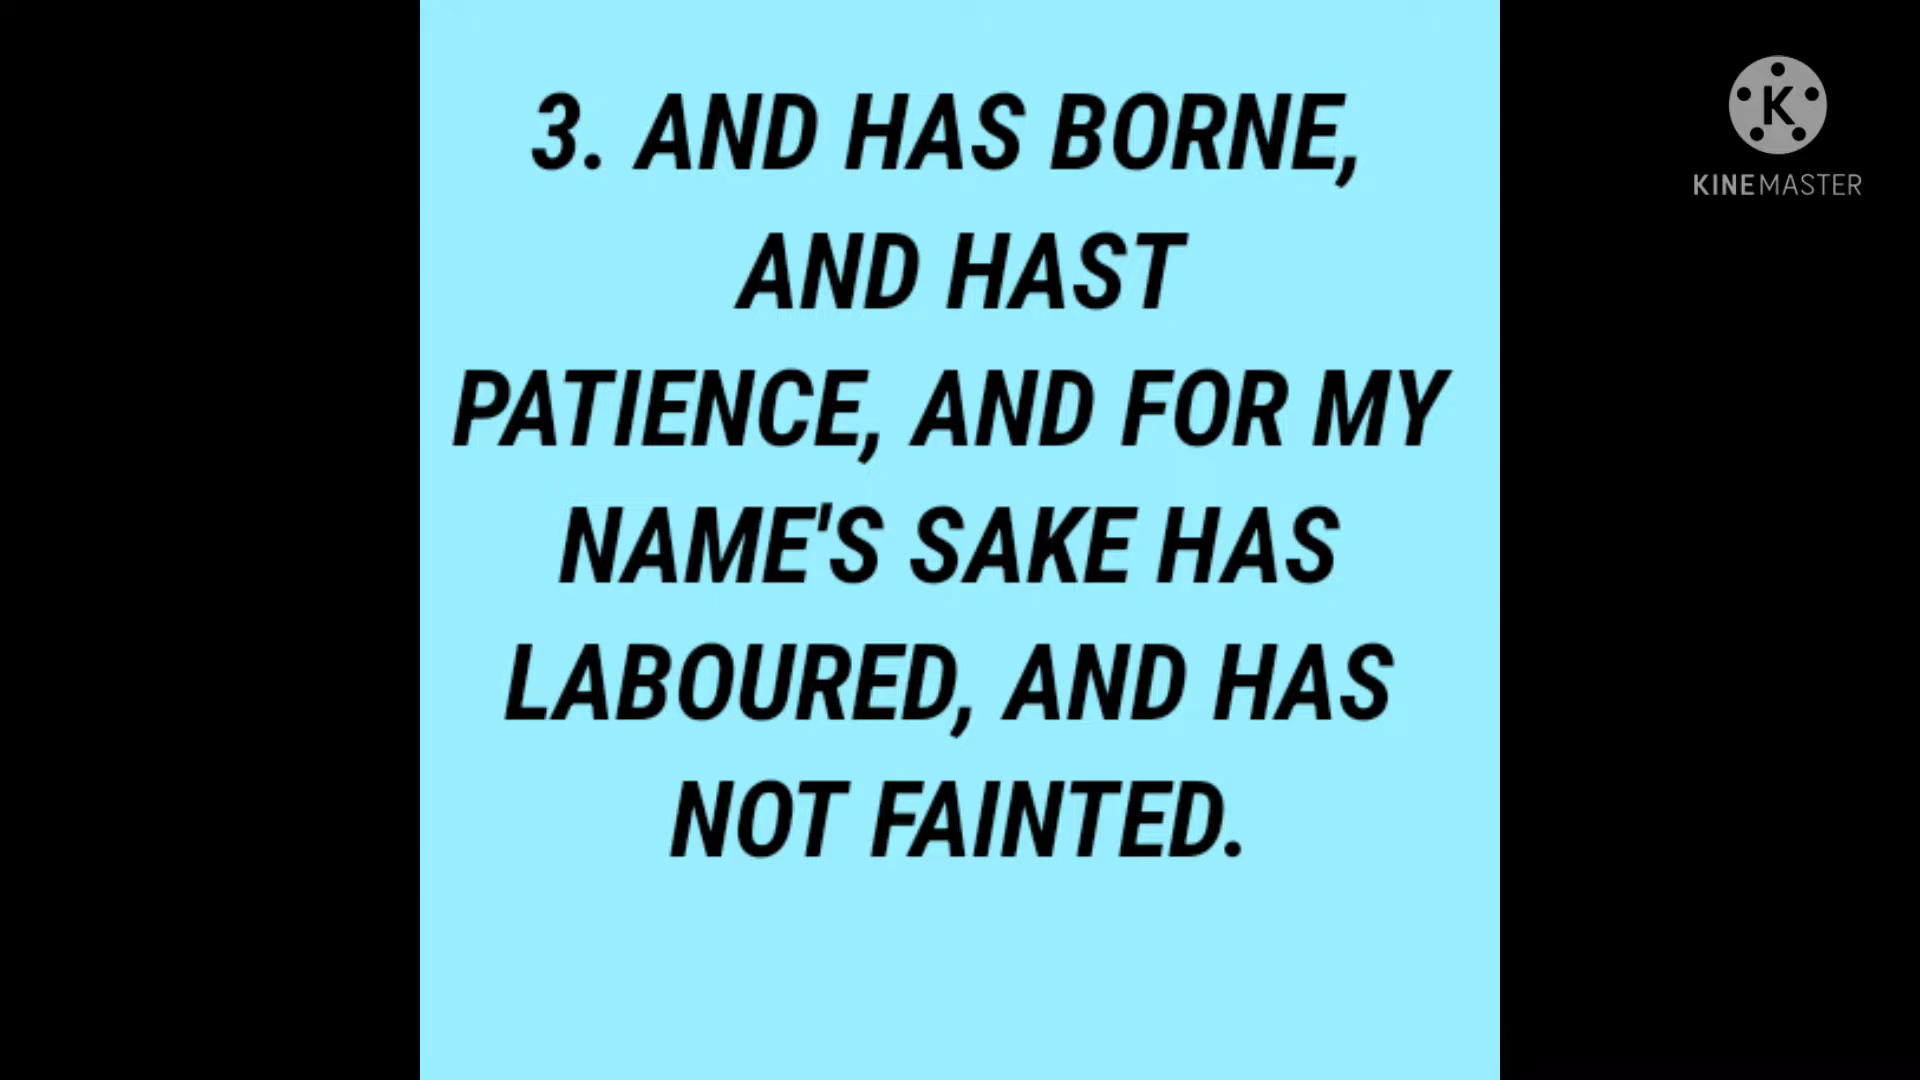 3. AND HAS BORNE,
AND HAST
PATIENCE, AND FOR MY
NAME'S SAKE HAS
LABOURED, AND HAS
NOT FAINTED.
K
KINEMASTER